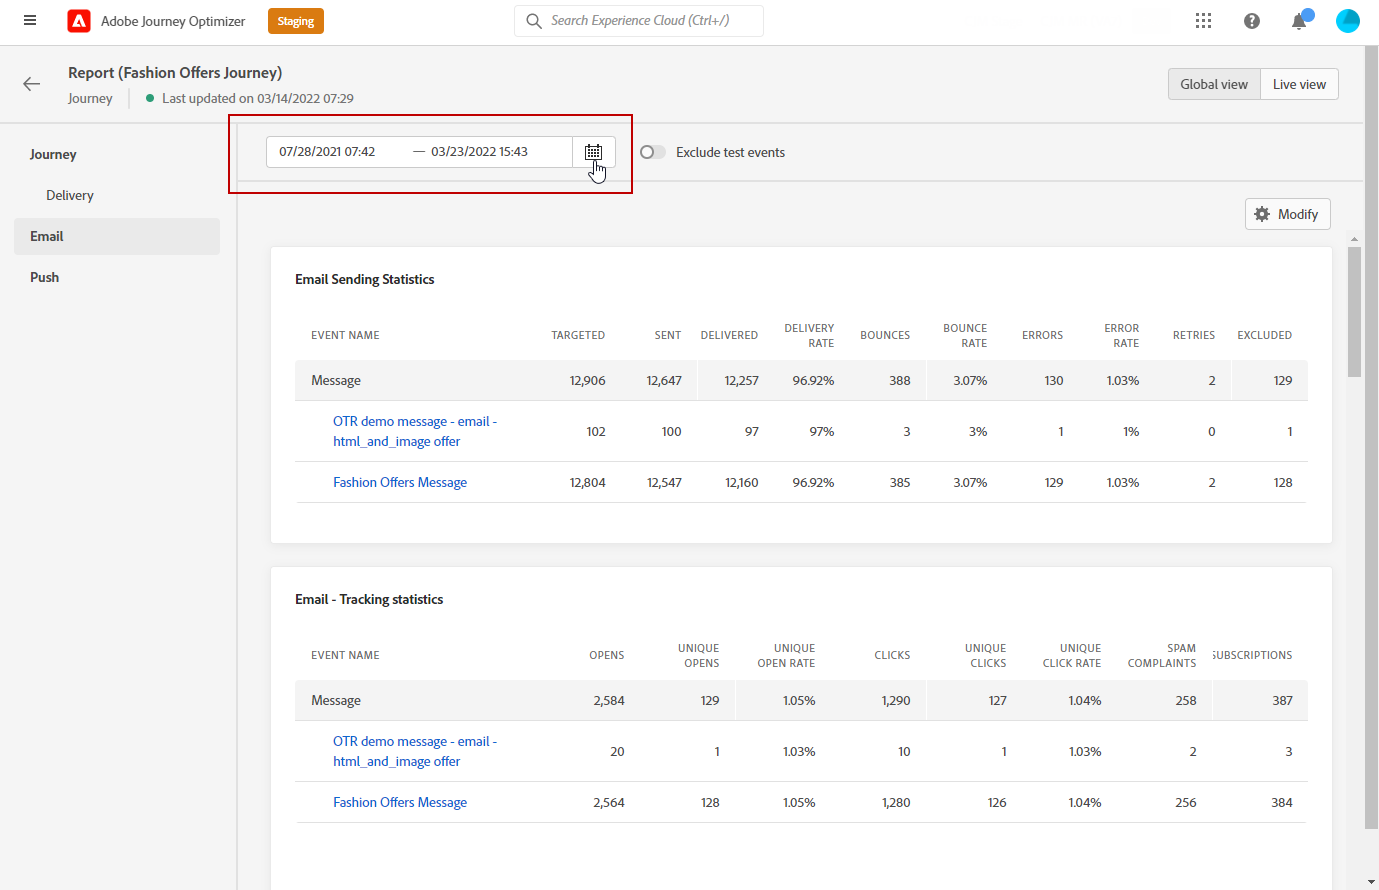 Adobe Journey Optimizer
Staging
Search Experience Cloud (Ctrl+/)
Report (Fashion Offers Journey)
Journey
Last updated on 03/14/2022 07:29
Global view
Live view
Journey
Delivery
Email
Push
07/28/2021 07:42 — 03/23/2022 15:43
Exclude test events
Modify
Email Sending Statistics
EVENT NAME TARGETED SENT DELIVERED DELIVERY RATE BOUNCES BOUNCE RATE ERRORS ERROR RATE RETRIES EXCLUDED
Message 12,906 12,647 12,257 96.92% 388 3.07% 130 1.03% 2 129
OTR demo message - email -
html_and_image offer 102 100 97 97% 3 3% 1 1% 0 1
Fashion Offers Message 12,804 12,547 12,160 96.92% 385 3.07% 129 1.03% 2 128
Email - Tracking statistics
EVENT NAME OPENS UNIQUE OPENS UNIQUE OPEN RATE CLICKS UNIQUE CLICKS UNIQUE CLICK RATE SPAM COMPLAINTS SUBSCRIPTIONS
Message 2,584 129 1.05% 1,290 127 1.04% 258 387
OTR demo message - email -
html_and_image offer 20 1 1.03% 10 1 1.03% 2 3
Fashion Offers Message 2,564 128 1.05% 1,280 126 1.04% 256 384